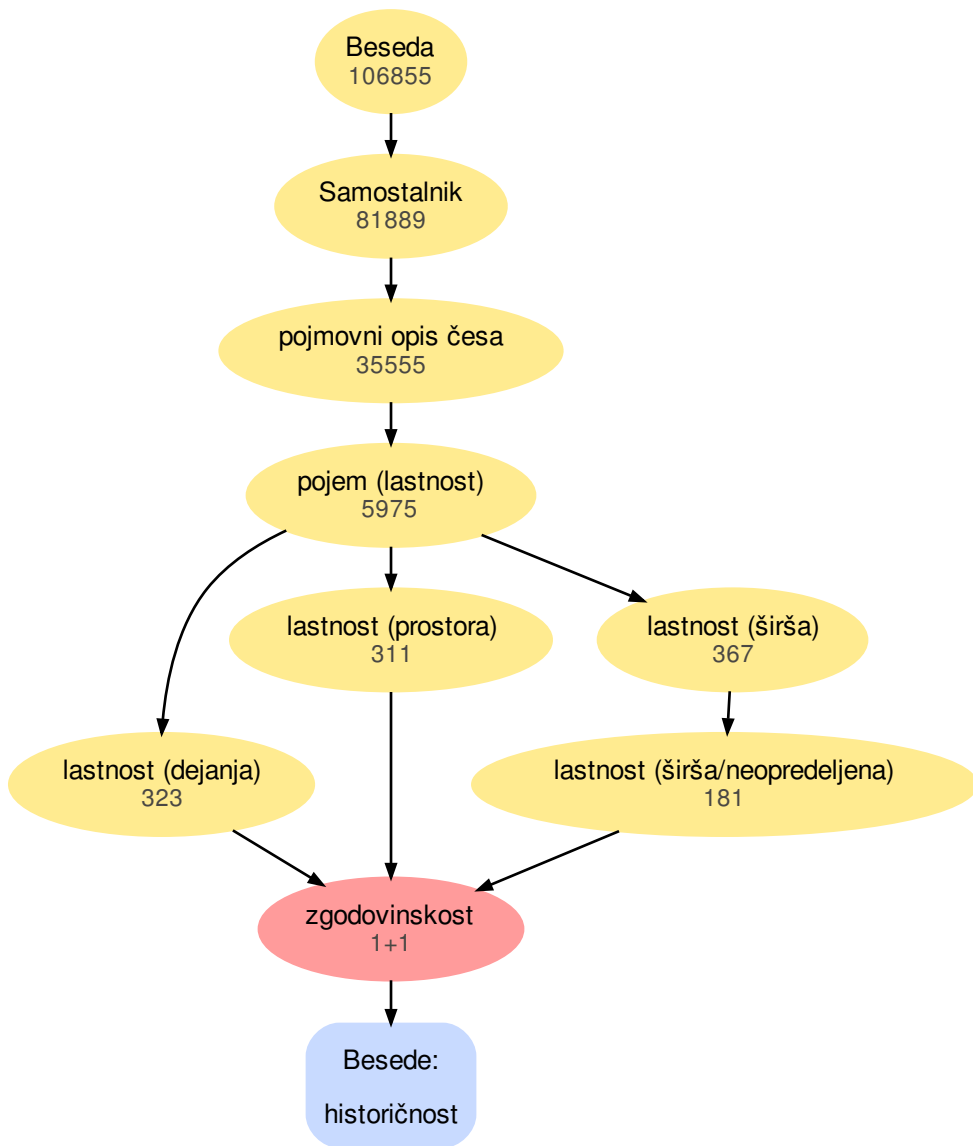 Beseda
106855
Samostalnik
81889
pojmovni opis česa
35555
pojem (lastnost)
5975
lastnost (prostora)
311
lastnost (širša)
367
lastnost (dejanja)
323
lastnost (širša/neopredeljena)
181
zgodovinskost
1+1
Besede:
historičnost